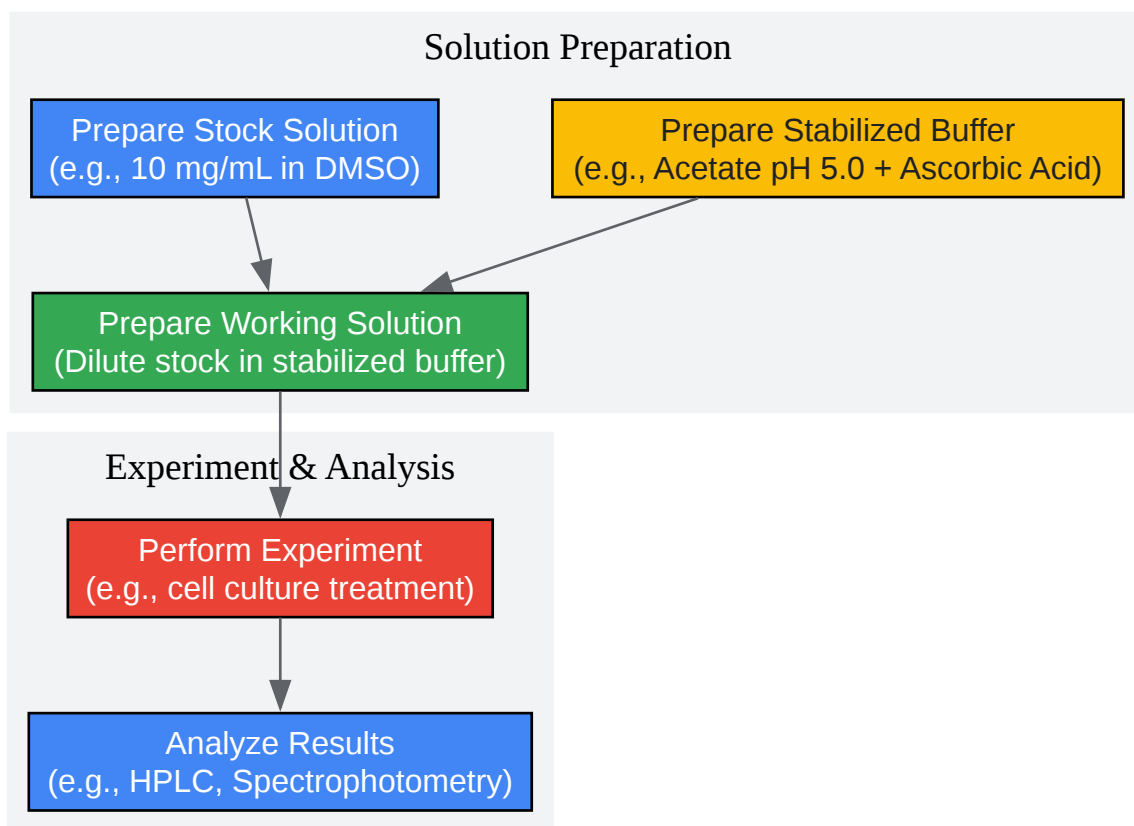 Solution Preparation
Prepare Stock Solution
(e.g., 10 mg/mL in DMSO)
Prepare Stabilized Buffer
(e.g., Acetate pH 5.0 + Ascorbic Acid)
Prepare Working Solution
(Dilute stock in stabilized buffer)
Experiment & Analysis
Perform Experiment
(e.g., cell culture treatment)
Analyze Results
(e.g., HPLC, Spectrophotometry)